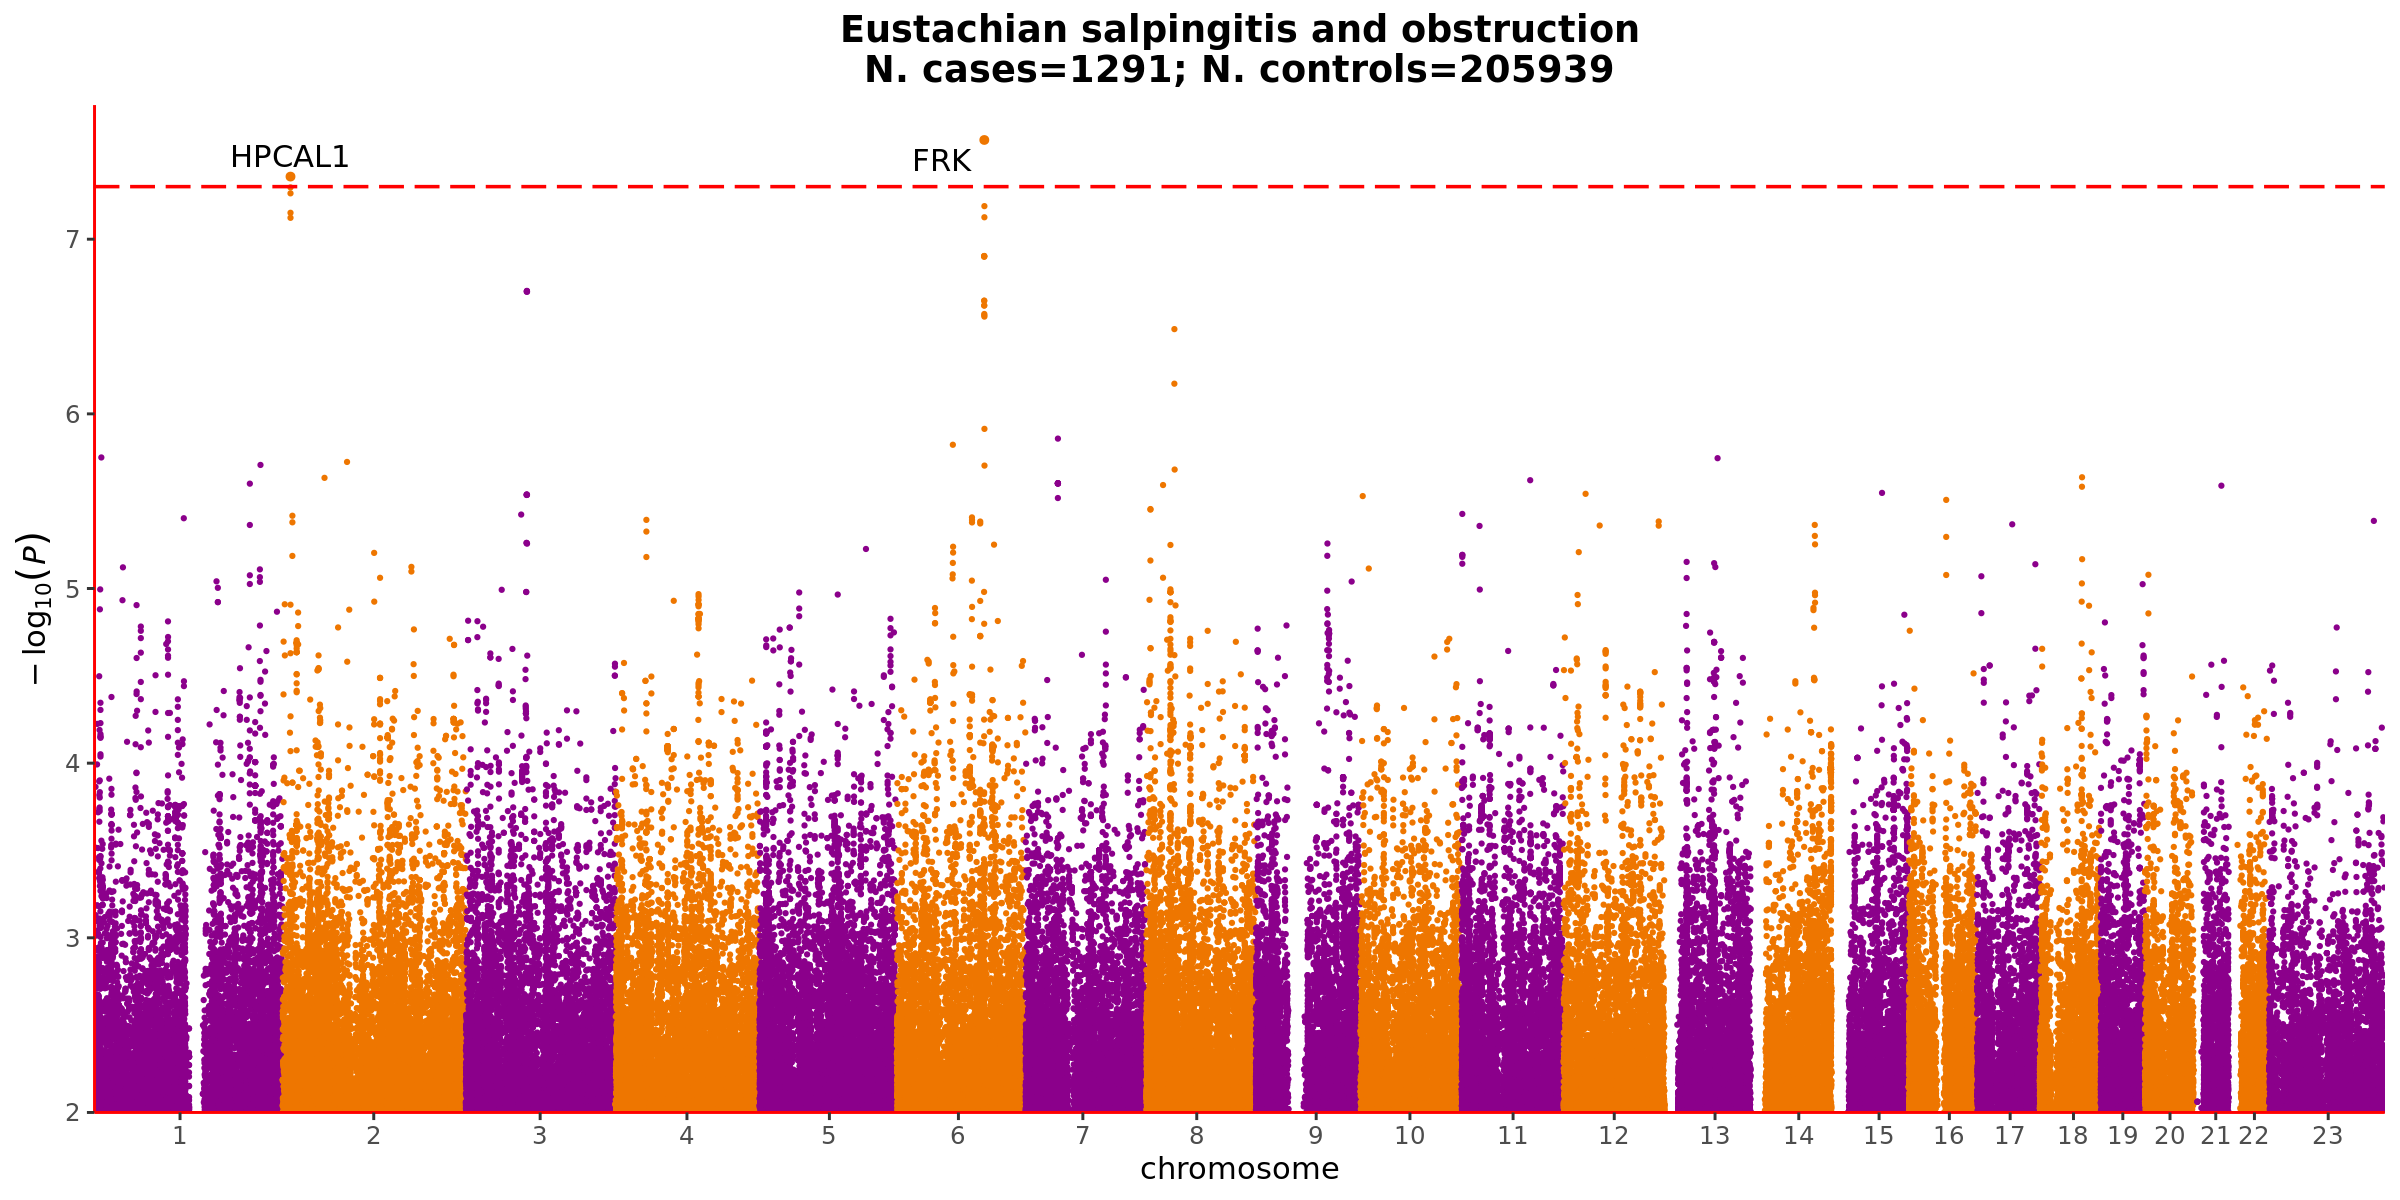 Eustachian salpingitis and obstruction
N. cases=1291; N. controls=205939
HPCAL1
FRK
7
6
5
4
3
2
−log10(P)
1 2 3 4 5 6 7 8 9 10 11 12 13 14 15 16 17 18 19 20 21 22 23
chromosome